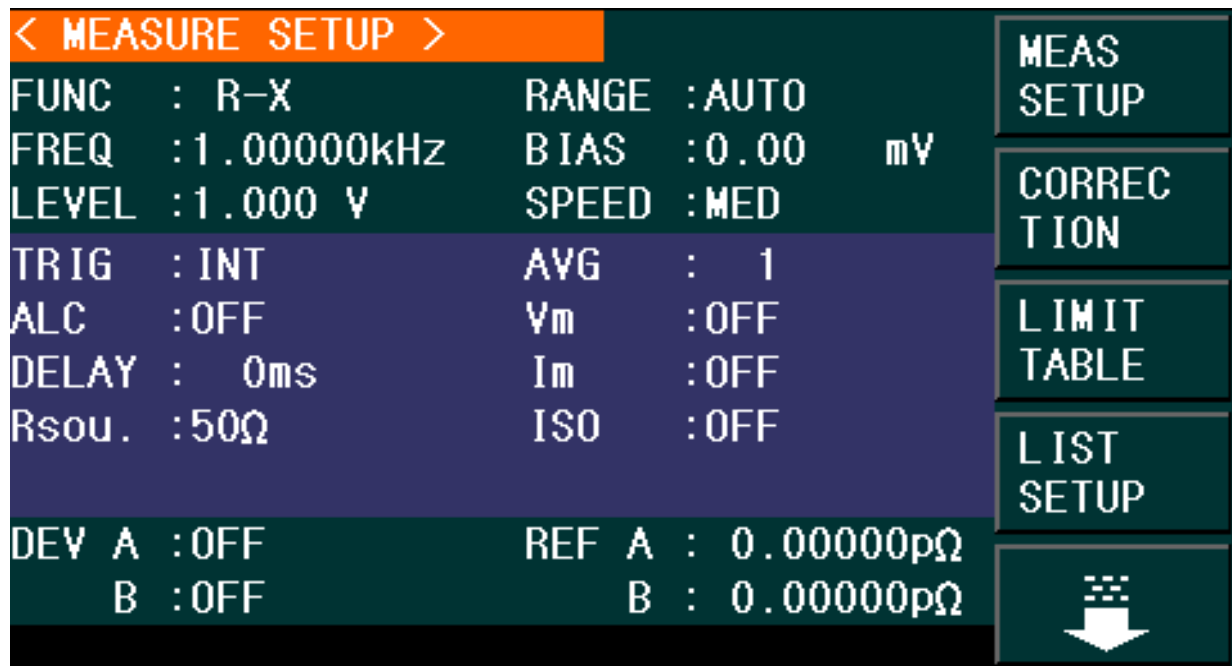 < MEASURE SETUP >
FUNC : R-X RANGE :AUTO
FREQ :1.00000kHz BIAS :0.00 mV
LEVEL :1.000 V SPEED :MED
TRIG :INT AVG : 1
ALC :OFF Vm :OFF
DELAY : 0ms Im :OFF
Rsou. :50Ω ISO :OFF
DEV A :OFF REF A : 0.00000pΩ
B :OFF B : 0.00000pΩ
MEAS
SETUP
CORREC
TION
LIMIT
TABLE
LIST
SETUP